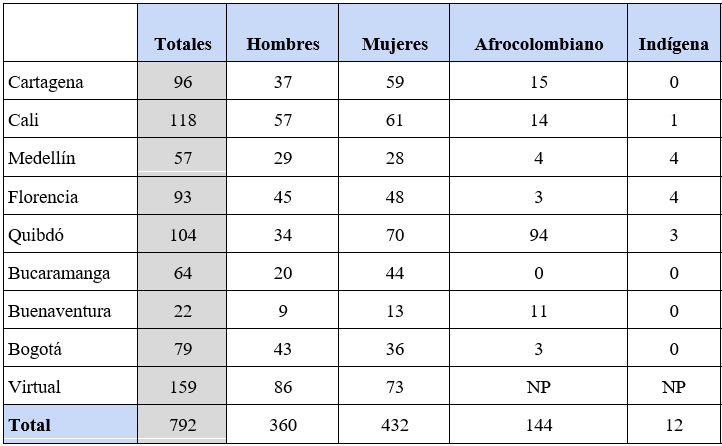 Totales Hombres Mujeres Afrocolombiano Indígena
Cartagena 96 37 59 15 0
Cali 118 57 61 14 1
Medellín 57 29 28 4 4
Florencia 93 45 48 3 4
Quibdó 104 34 70 94 3
Bucaramanga 64 20 44 0 0
Buenaventura 22 9 13 11 0
Bogotá 79 43 36 3 0
Virtual 159 86 73 NP NP
Total 792 360 432 144 12